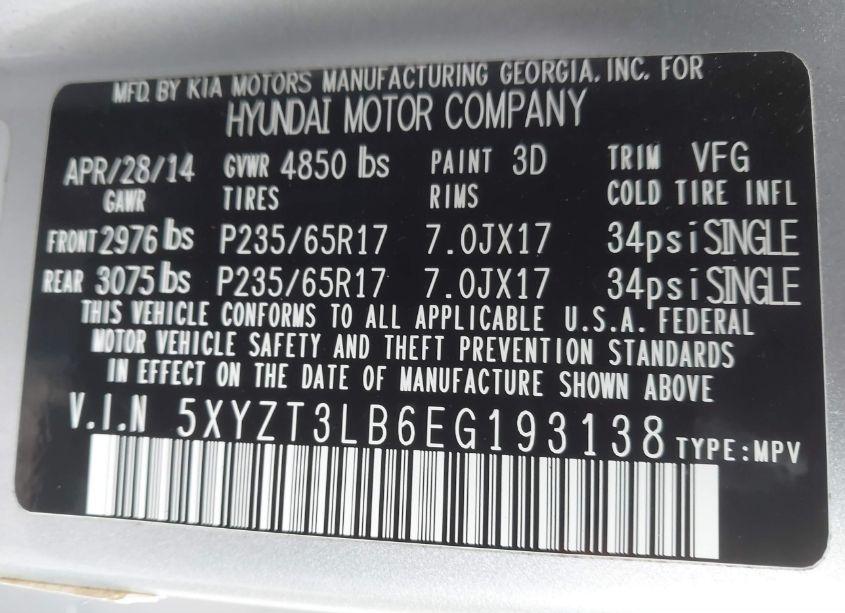 MFD. BY KIA MOTORS MANUFACTURING GEORGIA, INC. FOR
HYUNDAI MOTOR COMPANY
APR/28/14 GVWR 4850 lbs PAINT 3D TRIM VFG
GAWR TIRES RIMS COLD TIRE INFL
FRONT 2976 lbs P235/65R17 7.0JX17 34psi SINGLE
REAR 3075 lbs P235/65R17 7.0JX17 34psi SINGLE
THIS VEHICLE CONFORMS TO ALL APPLICABLE U.S.A. FEDERAL
MOTOR VEHICLE SAFETY AND THEFT PREVENTION STANDARDS
IN EFFECT ON THE DATE OF MANUFACTURE SHOWN ABOVE
V.I.N 5XYZT3LB6EG193138 TYPE:MPV